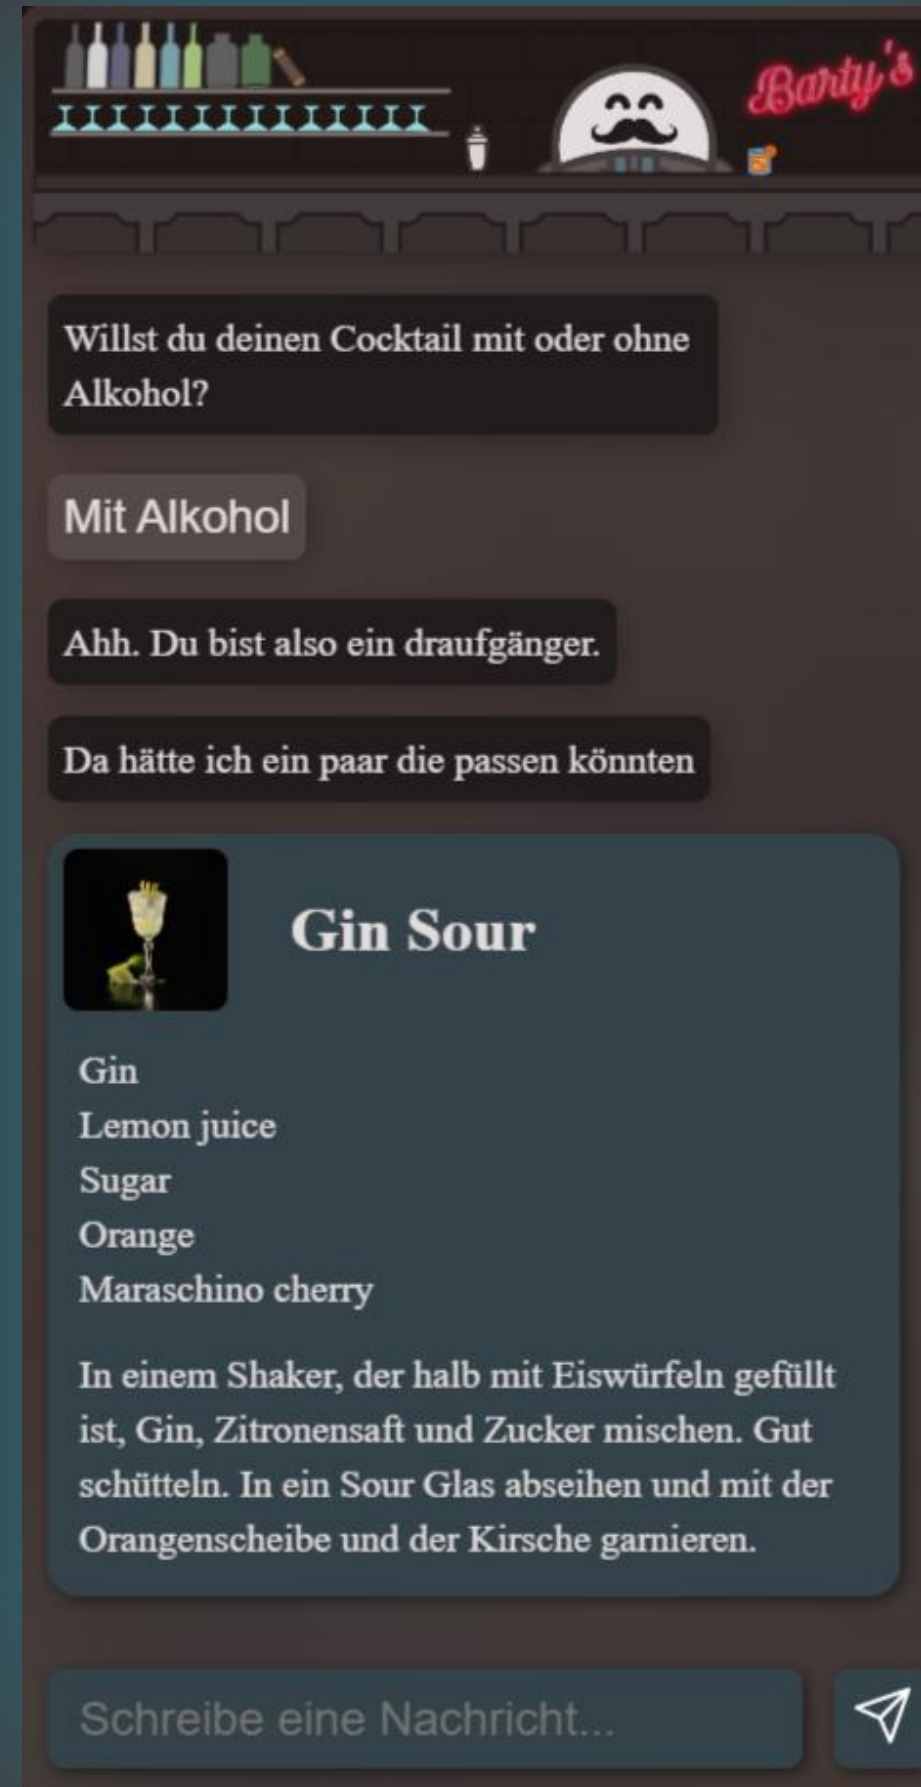 Barty's
Willst du deinen Cocktail mit oder ohne
Alkohol?
Mit Alkohol
Ahh. Du bist also ein draufgänger.
Da hätte ich ein paar die passen könnten
Gin Sour
Gin
Lemon juice
Sugar
Orange
Maraschino cherry
In einem Shaker, der halb mit Eiswürfeln gefüllt
ist, Gin, Zitronensaft und Zucker mischen. Gut
schütteln. In ein Sour Glas abseihen und mit der
Orangenscheibe und der Kirsche garnieren.
Schreibe eine Nachricht...